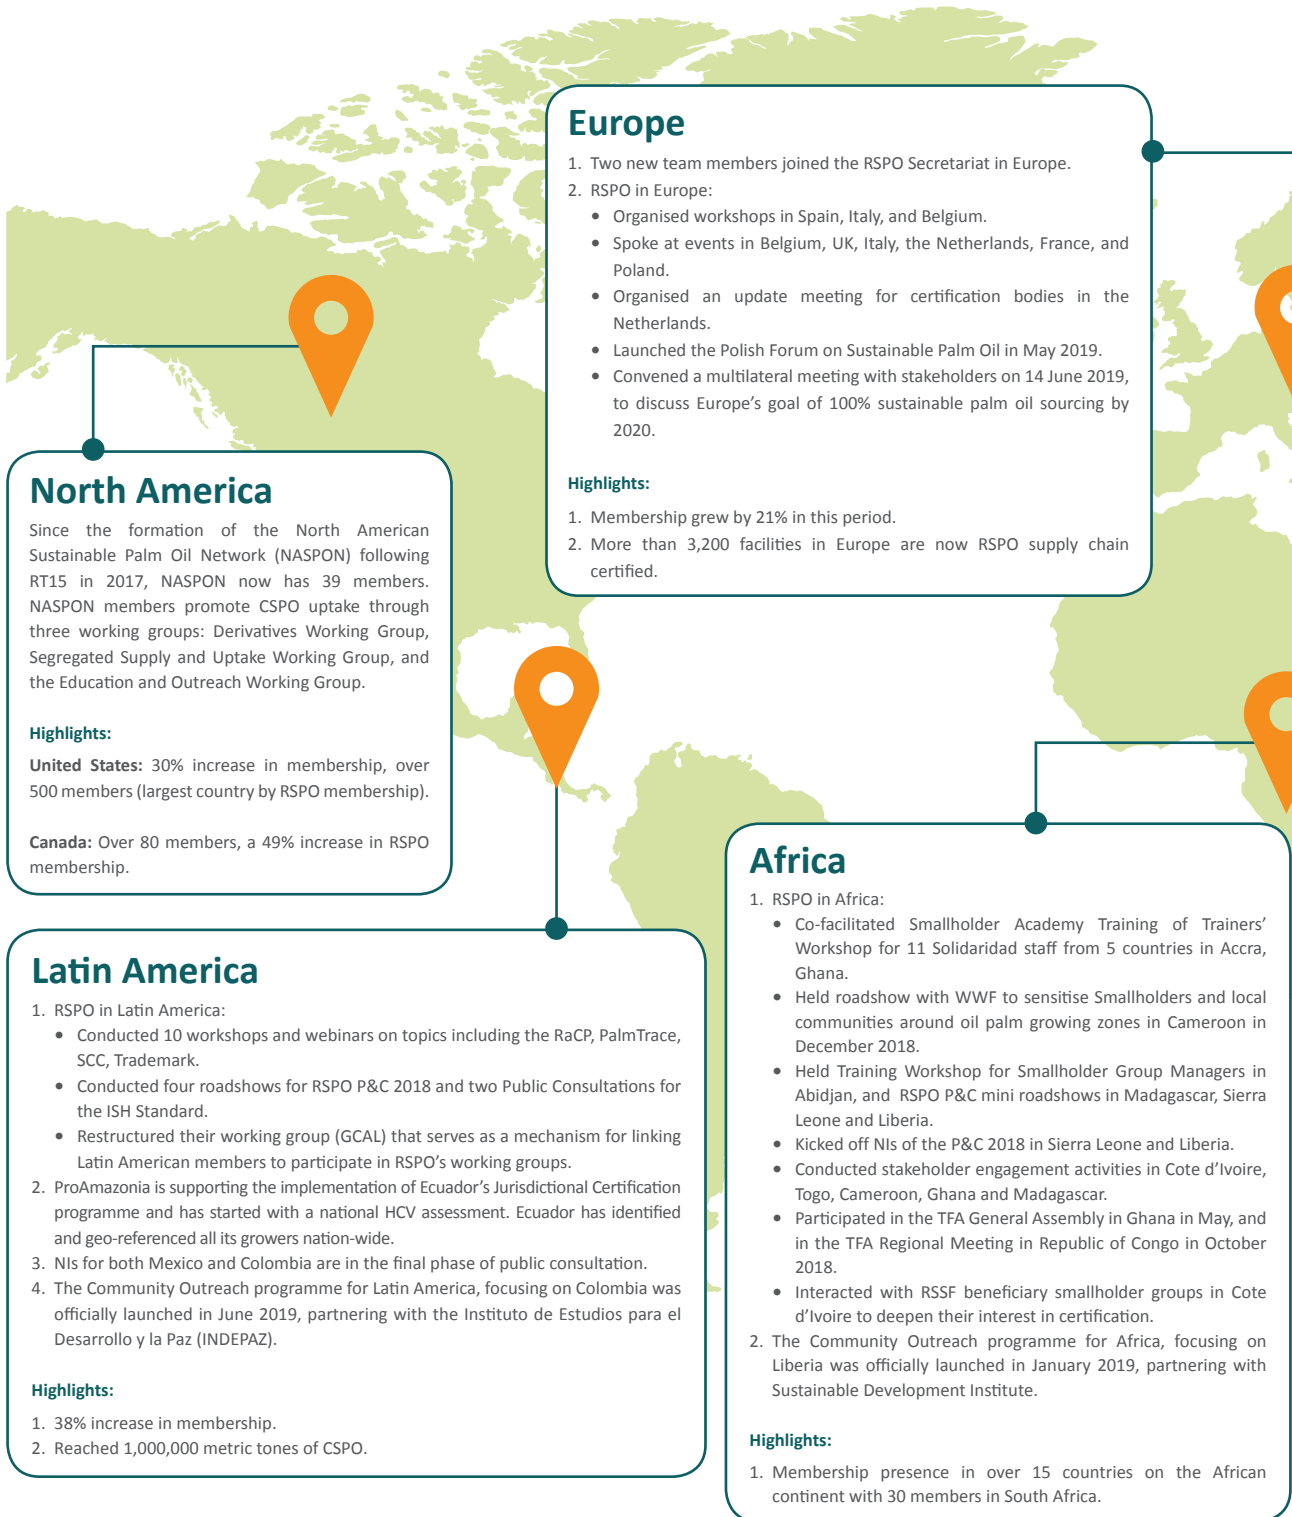 Europe
1. Two new team members joined the RSPO Secretariat in Europe.
2. RSPO in Europe:
• Organised workshops in Spain, Italy, and Belgium.
• Spoke at events in Belgium, UK, Italy, the Netherlands, France, and
Poland.
• Organised an update meeting for certification bodies in the
Netherlands.
• Launched the Polish Forum on Sustainable Palm Oil in May 2019.
• Convened a multilateral meeting with stakeholders on 14 June 2019,
to discuss Europe's goal of 100% sustainable palm oil sourcing by
2020.
Highlights:
1. Membership grew by 21% in this period.
2. More than 3,200 facilities in Europe are now RSPO supply chain
certified.
North America
Since the formation of the North American
Sustainable Palm Oil Network (NASPON) following
RT15 in 2017, NASPON now has 39 members.
NASPON members promote CSPO uptake through
three working groups: Derivatives Working Group,
Segregated Supply and Uptake Working Group, and
the Education and Outreach Working Group.
Highlights:
United States: 30% increase in membership, over
500 members (largest country by RSPO membership).
Canada: Over 80 members, a 49% increase in RSPO
membership.
Latin America
1. RSPO in Latin America:
• Conducted 10 workshops and webinars on topics including the RaCP, PalmTrace,
SCC, Trademark.
• Conducted four roadshows for RSPO P&C 2018 and two Public Consultations for
the ISH Standard.
• Restructured their working group (GCAL) that serves as a mechanism for linking
Latin American members to participate in RSPO's working groups.
2. ProAmazonia is supporting the implementation of Ecuador's Jurisdictional Certification
programme and has started with a national HCV assessment. Ecuador has identified
and geo-referenced all its growers nation-wide.
3. NIs for both Mexico and Colombia are in the final phase of public consultation.
4. The Community Outreach programme for Latin America, focusing on Colombia was
officially launched in June 2019, partnering with the Instituto de Estudios para el
Desarrollo y la Paz (INDEPAZ).
Highlights:
1. 38% increase in membership.
2. Reached 1,000,000 metric tones of CSPO.
Africa
1. RSPO in Africa:
• Co-facilitated Smallholder Academy Training of Trainers'
Workshop for 11 Solidaridad staff from 5 countries in Accra,
Ghana.
• Held roadshow with WWF to sensitise Smallholders and local
communities around oil palm growing zones in Cameroon in
December 2018.
• Held Training Workshop for Smallholder Group Managers in
Abidjan, and RSPO P&C mini roadshows in Madagascar, Sierra
Leone and Liberia.
• Kicked off NIs of the P&C 2018 in Sierra Leone and Liberia.
• Conducted stakeholder engagement activities in Cote d'Ivoire,
Togo, Cameroon, Ghana and Madagascar.
• Participated in the TFA General Assembly in Ghana in May, and
in the TFA Regional Meeting in Republic of Congo in October
2018.
• Interacted with RSSF beneficiary smallholder groups in Cote
d'Ivoire to deepen their interest in certification.
2. The Community Outreach programme for Africa, focusing on
Liberia was officially launched in January 2019, partnering with
Sustainable Development Institute.
Highlights:
1. Membership presence in over 15 countries on the African
continent with 30 members in South Africa.